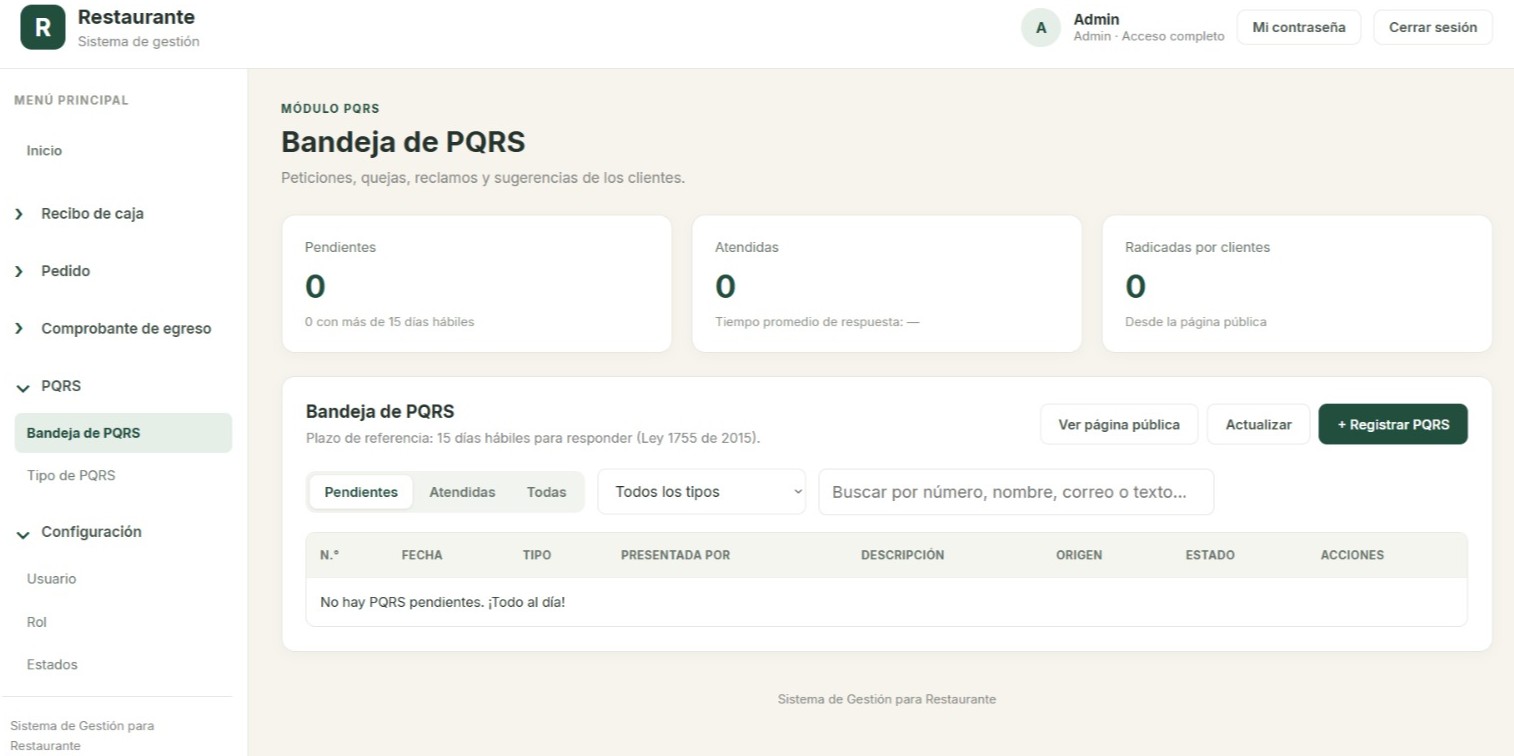 R
Restaurante
Sistema de gestión
A
Admin
Admin · Acceso completo
Mi contraseña
Cerrar sesión
MENÚ PRINCIPAL
Inicio
Recibo de caja
Pedido
Comprobante de egreso
PQRS
Bandeja de PQRS
Tipo de PQRS
Configuración
Usuario
Rol
Estados
Sistema de Gestión para
Restaurante
MÓDULO PQRS
Bandeja de PQRS
Peticiones, quejas, reclamos y sugerencias de los clientes.
Pendientes
0
0 con más de 15 días hábiles
Atendidas
0
Tiempo promedio de respuesta: —
Radicadas por clientes
0
Desde la página pública
Bandeja de PQRS
Plazo de referencia: 15 días hábiles para responder (Ley 1755 de 2015).
Ver página pública
Actualizar
+ Registrar PQRS
Pendientes Atendidas Todas
Todos los tipos
Buscar por número, nombre, correo o texto...
N.° FECHA TIPO PRESENTADA POR DESCRIPCIÓN ORIGEN ESTADO ACCIONES
No hay PQRS pendientes. ¡Todo al día!
Sistema de Gestión para Restaurante